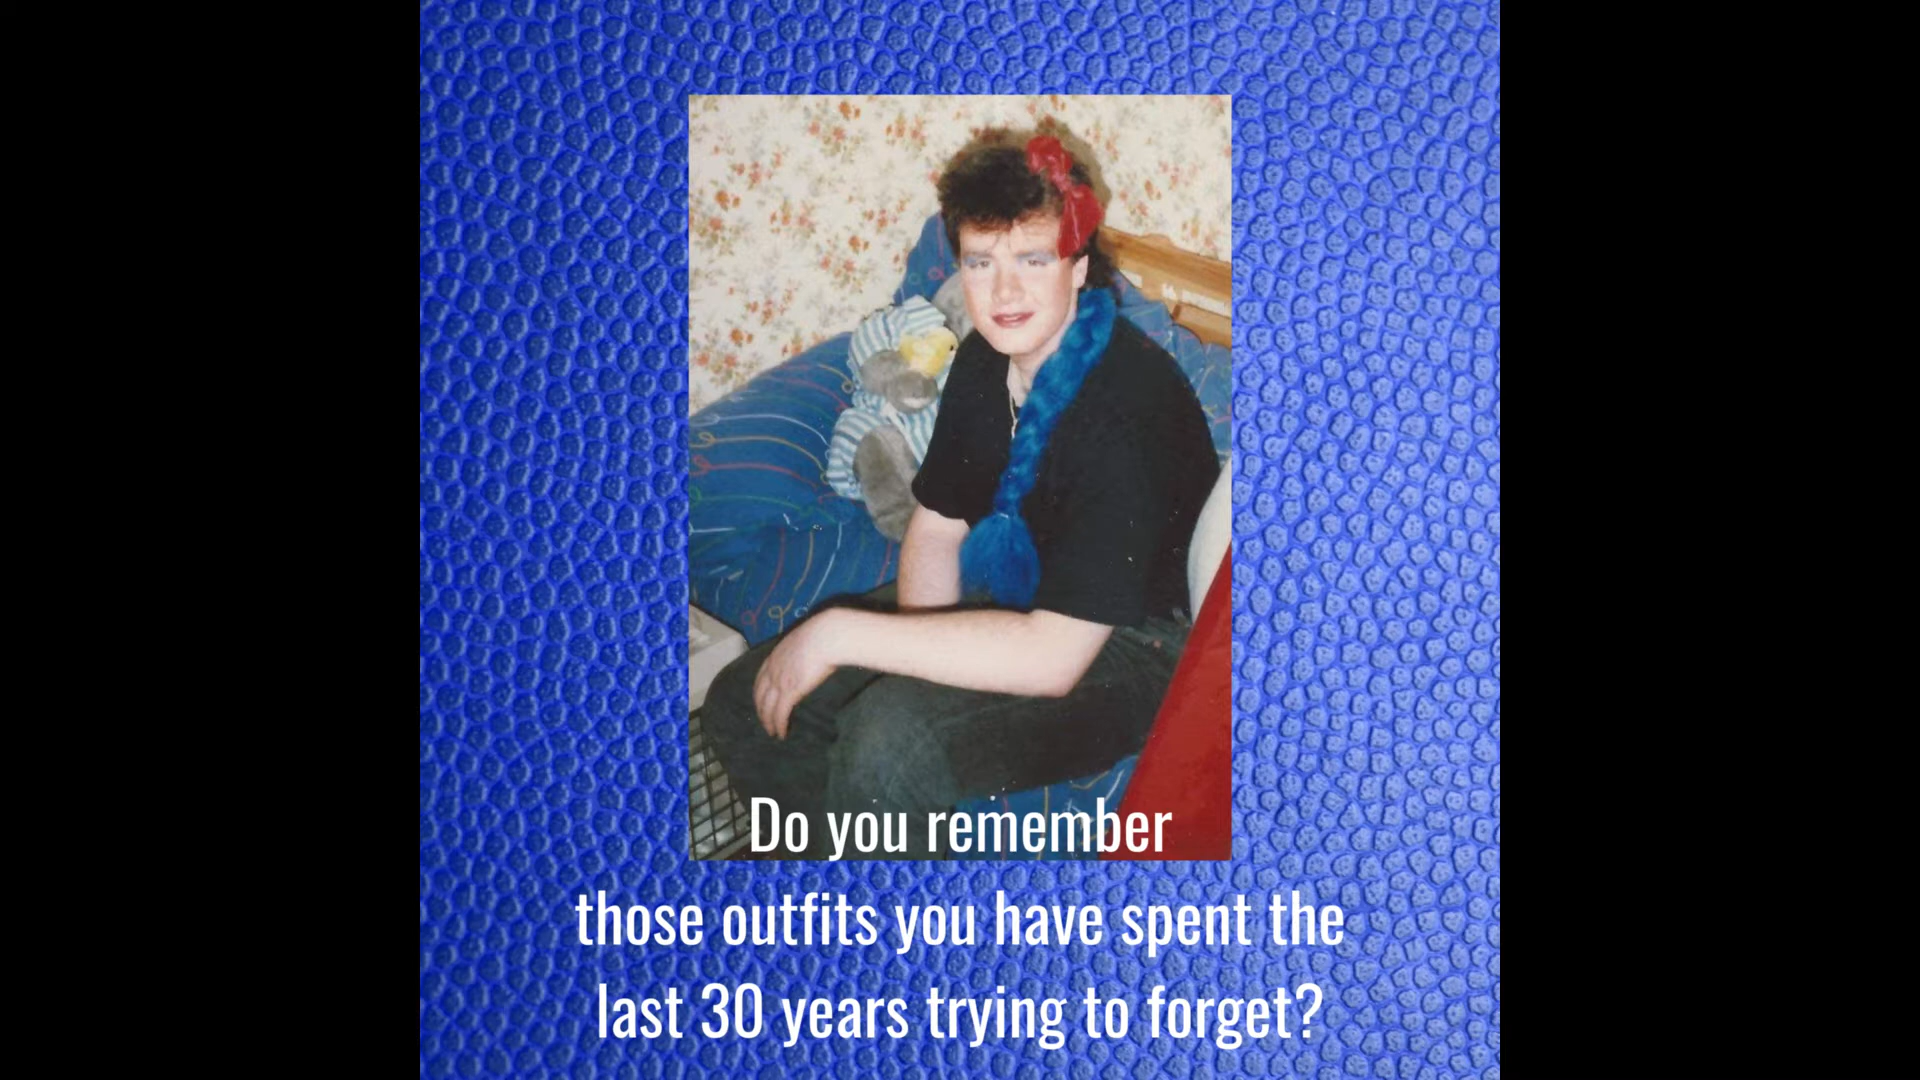 Do you remember
those outfits you have spent the
last 30 years trying to forget?